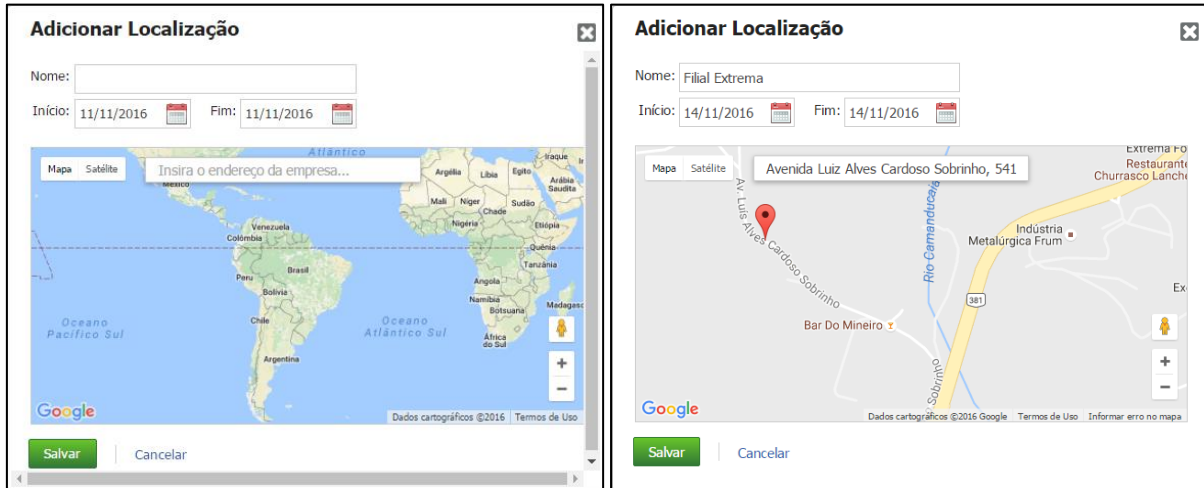 Adicionar Localização
Nome:
Início: 11/11/2016 Fim: 11/11/2016
Mapa Satélite Insira o endereço da empresa...
Atlântico
Iraque
Argélia Líbia Egito
Arábia
Saudita
México
Mali Níger Sudão
Chade
Nigéria Etiópia
Venezuela
Colômbia
Quênia
Tanzânia
Brasil
Peru
Angola
Bolívia
Namíbia Madagasc
Botsuana
Oceano
Pacífico Sul
Chile
Oceano
Atlântico Sul
África
do Sul
Argentina
Google
Dados cartográficos ©2016 Termos de Uso
Salvar Cancelar
Adicionar Localização
Nome: Filial Extrema
Início: 14/11/2016 Fim: 14/11/2016
Mapa Satélite Avenida Luiz Alves Cardoso Sobrinho, 541
Extrema Fo
Restaurante
Churrasco Lanche
Av. Luís Alves Cardoso Sobrinho
Rio Camanducaia
Indústria
Metalúrgica Frum
381
Ex
Bar Do Mineiro
Sobrinho
Google
Dados cartográficos ©2016 Google Termos de Uso Informar erro no mapa
Salvar Cancelar